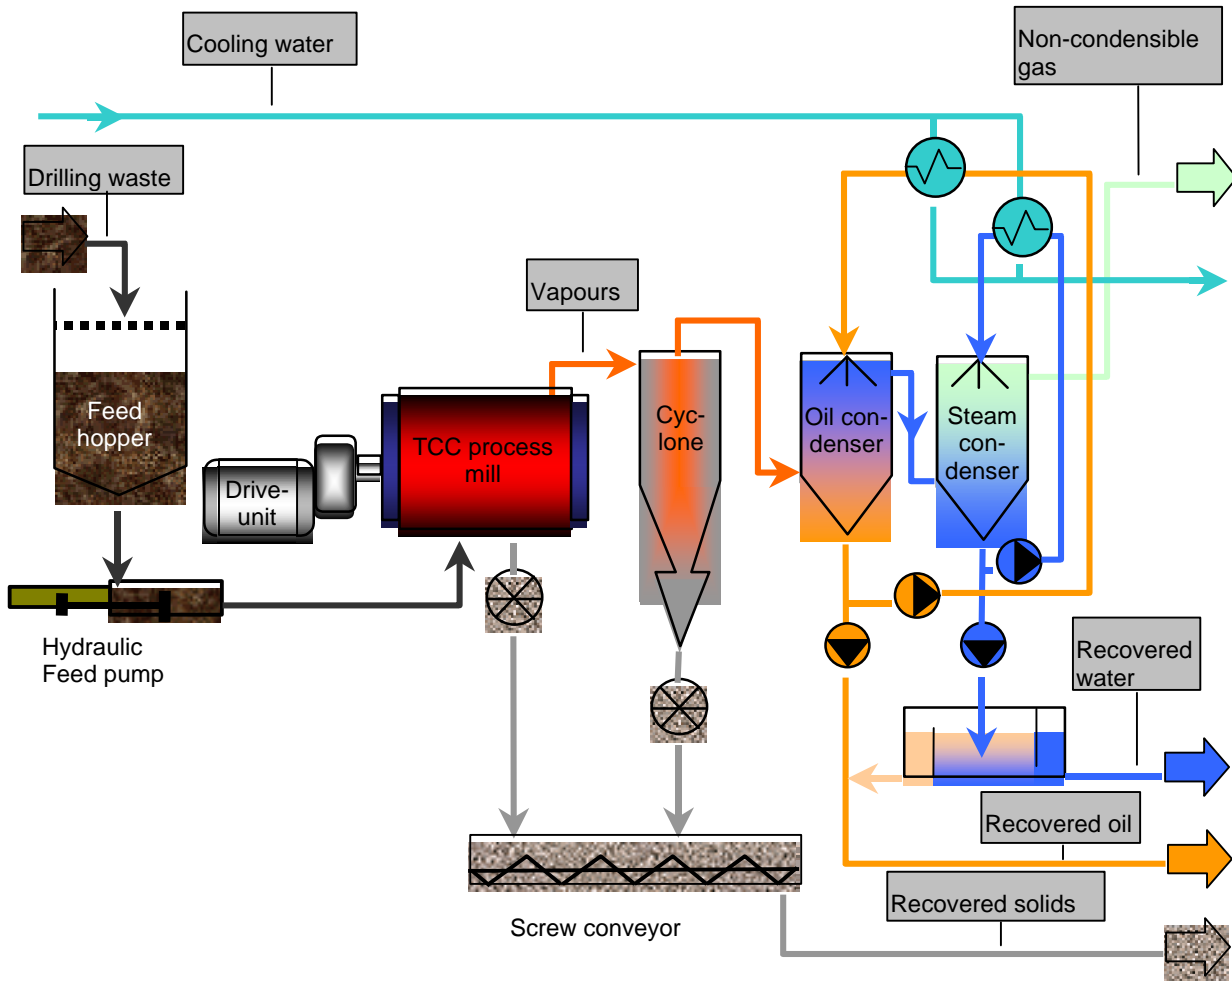 Cooling water
Non-condensible
gas
Drilling waste
Vapours
Feed
hopper
TCC process
mill
Drive-
unit
Cyc-
lone
Oil con-
denser
Steam
con-
denser
Hydraulic
Feed pump
Recovered
water
Recovered oil
Recovered solids
Screw conveyor